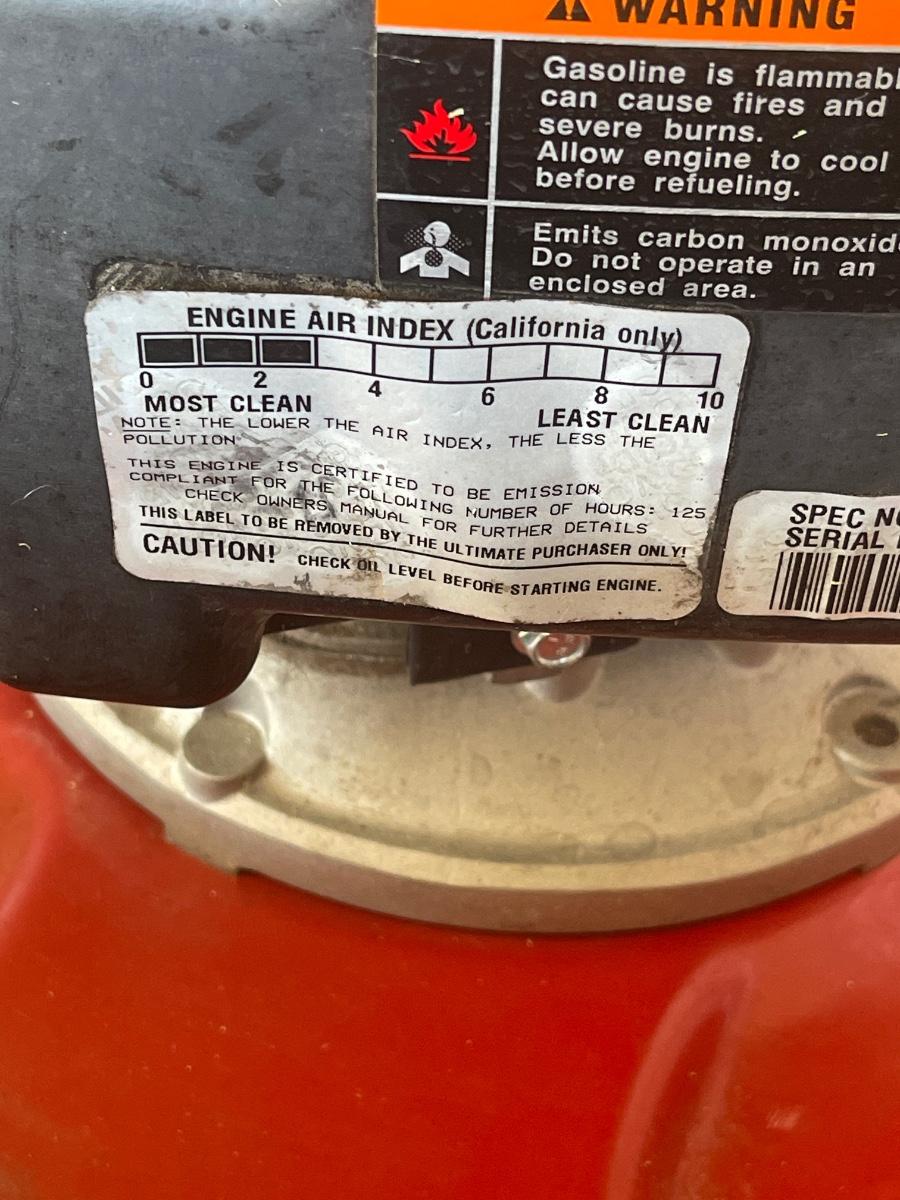 WARNING
Gasoline is flammabl
can cause fires and
severe burns.
Allow engine to cool
before refueling.
Emits carbon monoxid
Do not operate in an
enclosed area.
ENGINE AIR INDEX (California only)
0 2 4 6 8 10
MOST CLEAN LEAST CLEAN
NOTE: THE LOWER THE AIR INDEX, THE LESS THE
POLLUTION
THIS ENGINE IS CERTIFIED TO BE EMISSION
COMPLIANT FOR THE FOLLOWING NUMBER OF HOURS: 125
CHECK OWNERS MANUAL FOR FURTHER DETAILS
THIS LABEL TO BE REMOVED BY THE ULTIMATE PURCHASER ONLY!
CAUTION! CHECK OIL LEVEL BEFORE STARTING ENGINE.
SPEC NO
SERIAL